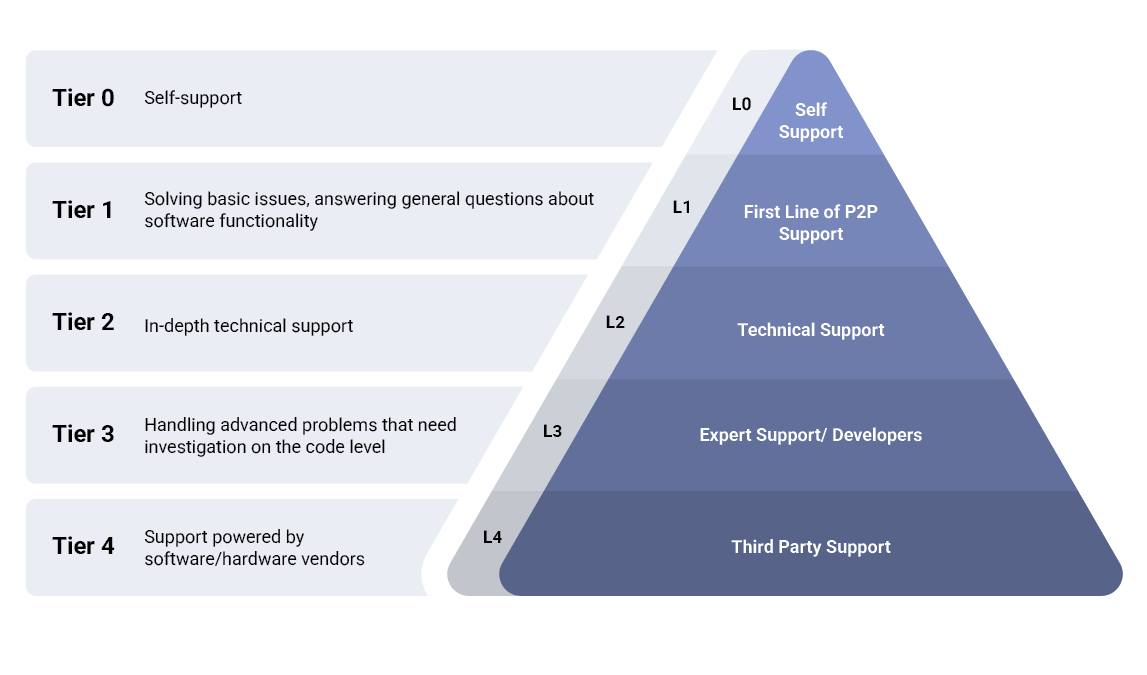 Tier 0
Self-support
L0
Self
Support
Tier 1
Solving basic issues, answering general questions about
software functionality
L1
First Line of P2P
Support
Tier 2
In-depth technical support
L2
Technical Support
Tier 3
Handling advanced problems that need
investigation on the code level
L3
Expert Support/ Developers
Tier 4
Support powered by
software/hardware vendors
L4
Third Party Support